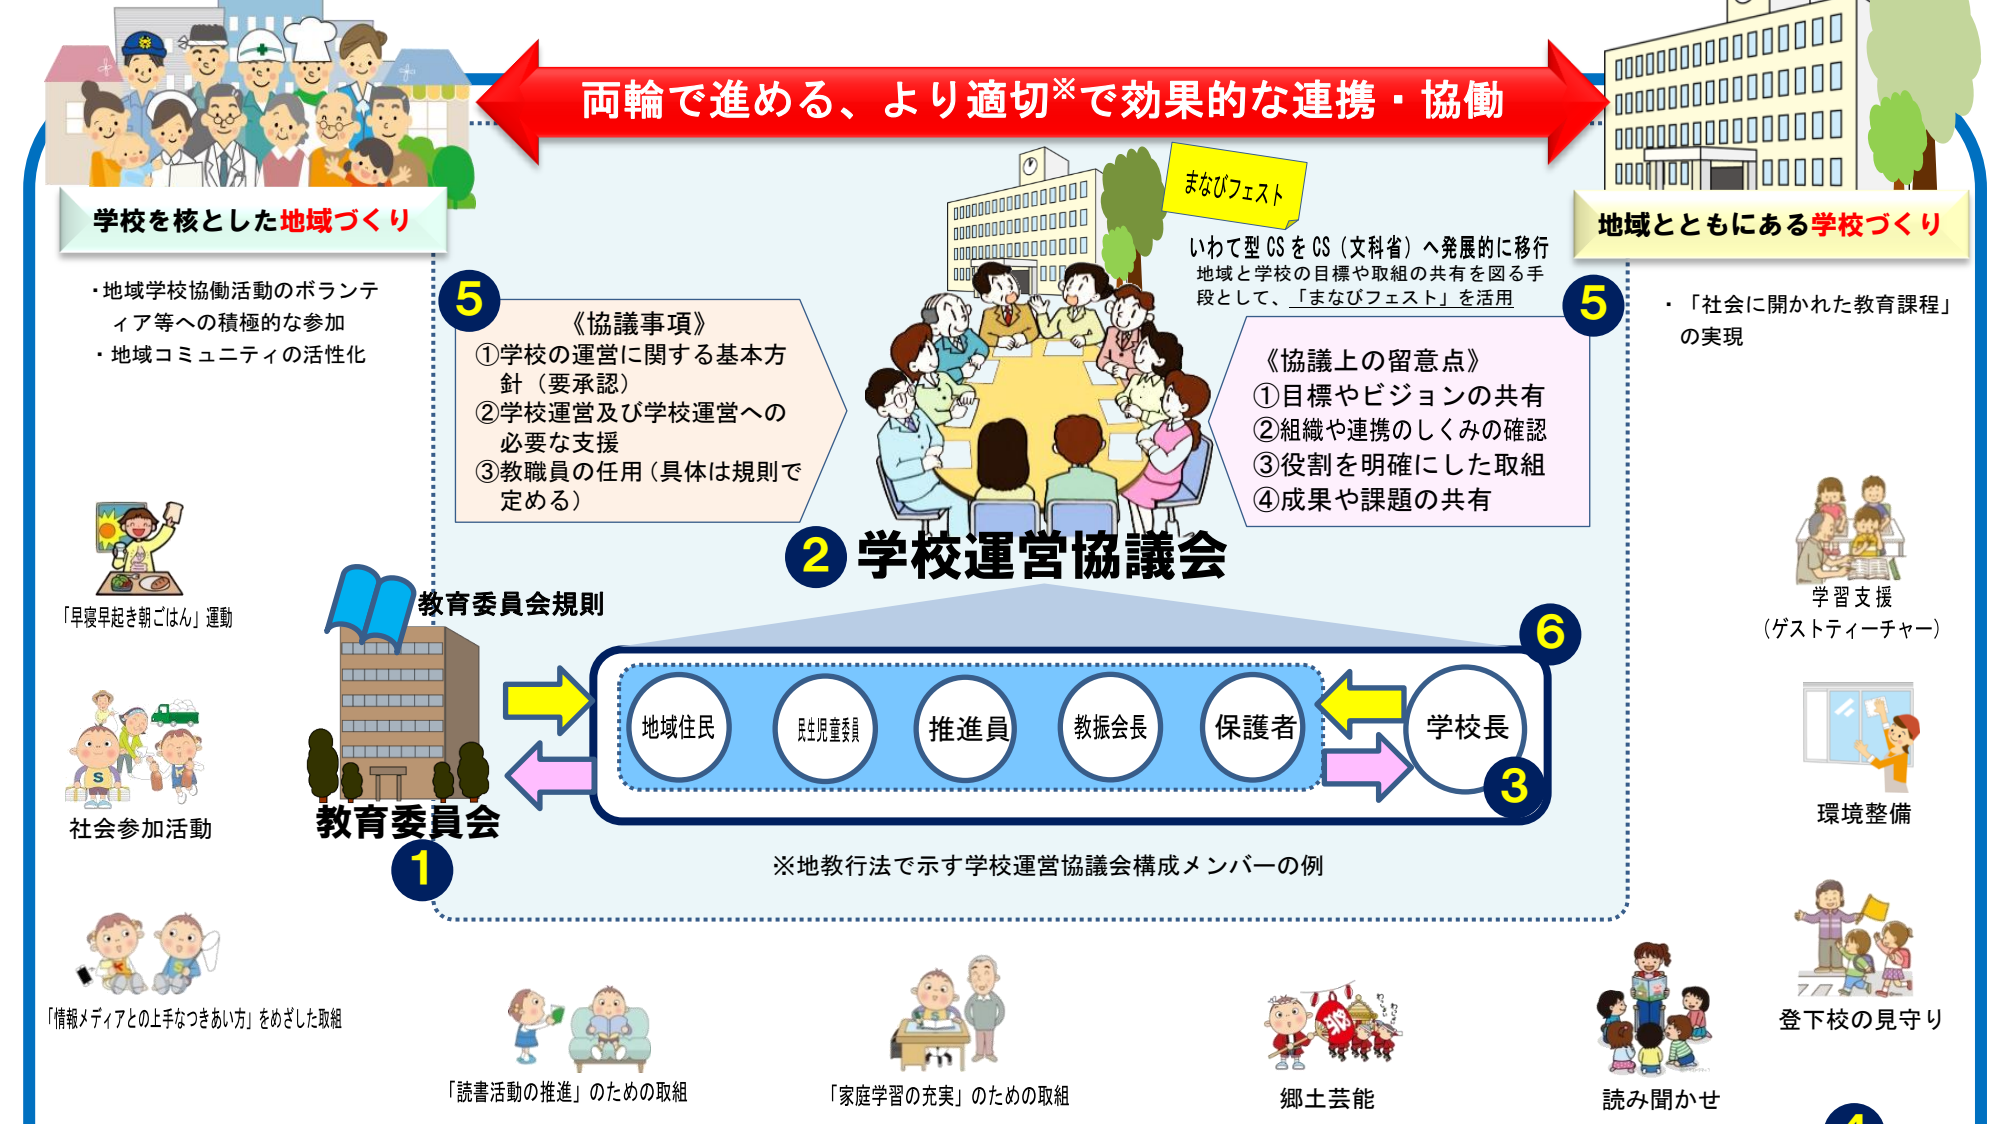 両輪で進める、より適切※で効果的な連携・協働
学校を核とした地域づくり
・地域学校協働活動のボランテ
ィア等への積極的な参加
・地域コミュニティの活性化
まなびフェスト
いわて型CSをCS（文科省）へ発展的に移行
地域と学校の目標や取組の共有を図る手
段として、「まなびフェスト」を活用
地域とともにある学校づくり
・「社会に開かれた教育課程」
の実現
5
《協議事項》
①学校の運営に関する基本方
針（要承認）
②学校運営及び学校運営への
必要な支援
③教職員の任用（具体は規則で
定める）
5
《協議上の留意点》
①目標やビジョンの共有
②組織や連携のしくみの確認
③役割を明確にした取組
④成果や課題の共有
2 学校運営協議会
教育委員会規則
教育委員会
1
6
地域住民
民生児童委員
推進員
教振会長
保護者
学校長
3
※地教行法で示す学校運営協議会構成メンバーの例
「早寝早起き朝ごはん」運動
社会参加活動
「情報メディアとの上手なつきあい方」をめざした取組
「読書活動の推進」のための取組
「家庭学習の充実」のための取組
郷土芸能
読み聞かせ
学習支援
（ゲストティーチャー）
環境整備
登下校の見守り
4